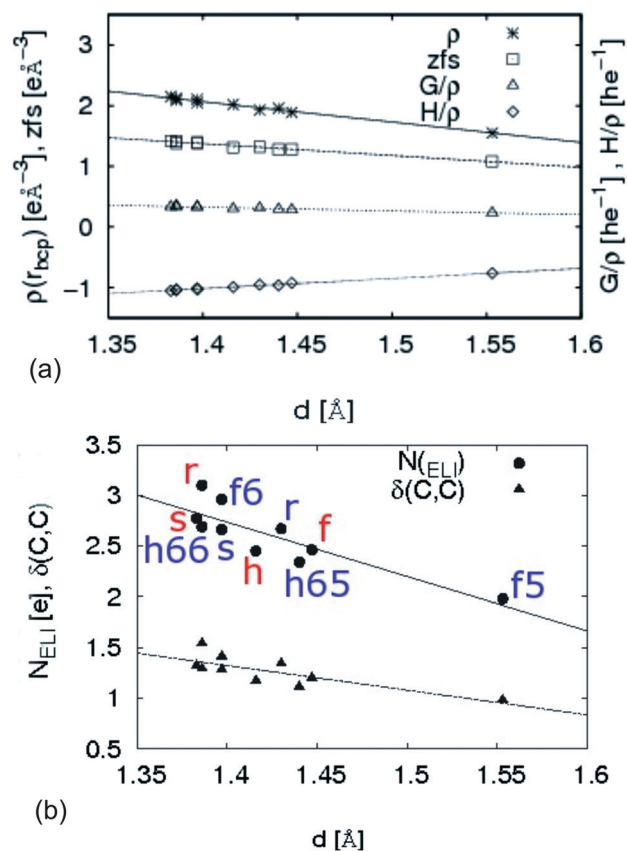 (a)
ρ(r_bcp) [eÅ⁻³], zfs [eÅ⁻³]
G/ρ [he⁻¹], H/ρ [he⁻¹]
ρ
zfs
G/ρ
H/ρ
3
2
1
0
−1
1.35 1.4 1.45 1.5 1.55 1.6
d [Å]
(b)
N_ELI [e], δ(C,C)
N(ELI)
δ(C,C)
3.5
3
2.5
2
1.5
1
0.5
r
f6
r
f
s
h66
s
h
h65
f5
1.35 1.4 1.45 1.5 1.55 1.6
d [Å]